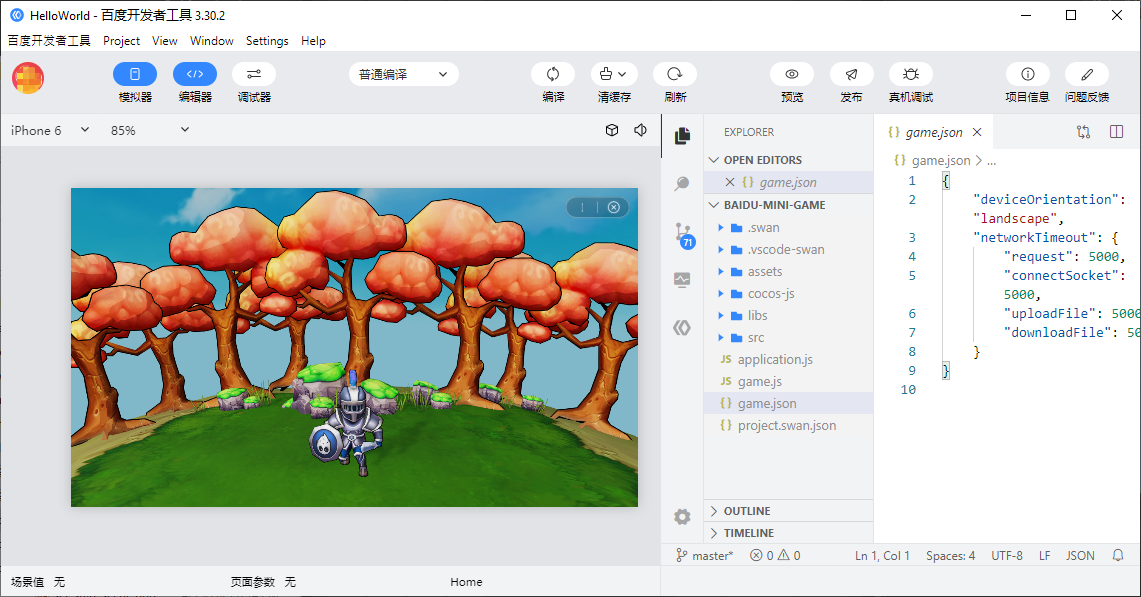 HelloWorld - 百度开发者工具 3.30.2
百度开发者工具 Project View Window Settings Help
模拟器 编辑器 调试器 普通编译 编译 清缓存 刷新 预览 发布 真机调试 项目信息 问题反馈
iPhone 6 85%
EXPLORER
OPEN EDITORS
{} game.json
BAIDU-MINI-GAME
.swan
.vscode-swan
assets
cocos-js
libs
src
JS application.js
JS game.js
{} game.json
{} project.swan.json
OUTLINE
TIMELINE
71
{} game.json
{} game.json > ...
1 {
2 "deviceOrientation":
"landscape",
3 "networkTimeout": {
4 "request": 5000,
5 "connectSocket":
5000,
6 "uploadFile": 5000
7 "downloadFile": 50
8 }
9 }
10
master* 0 0 Ln 1, Col 1 Spaces: 4 UTF-8 LF JSON
场景值 无 页面参数 无 Home